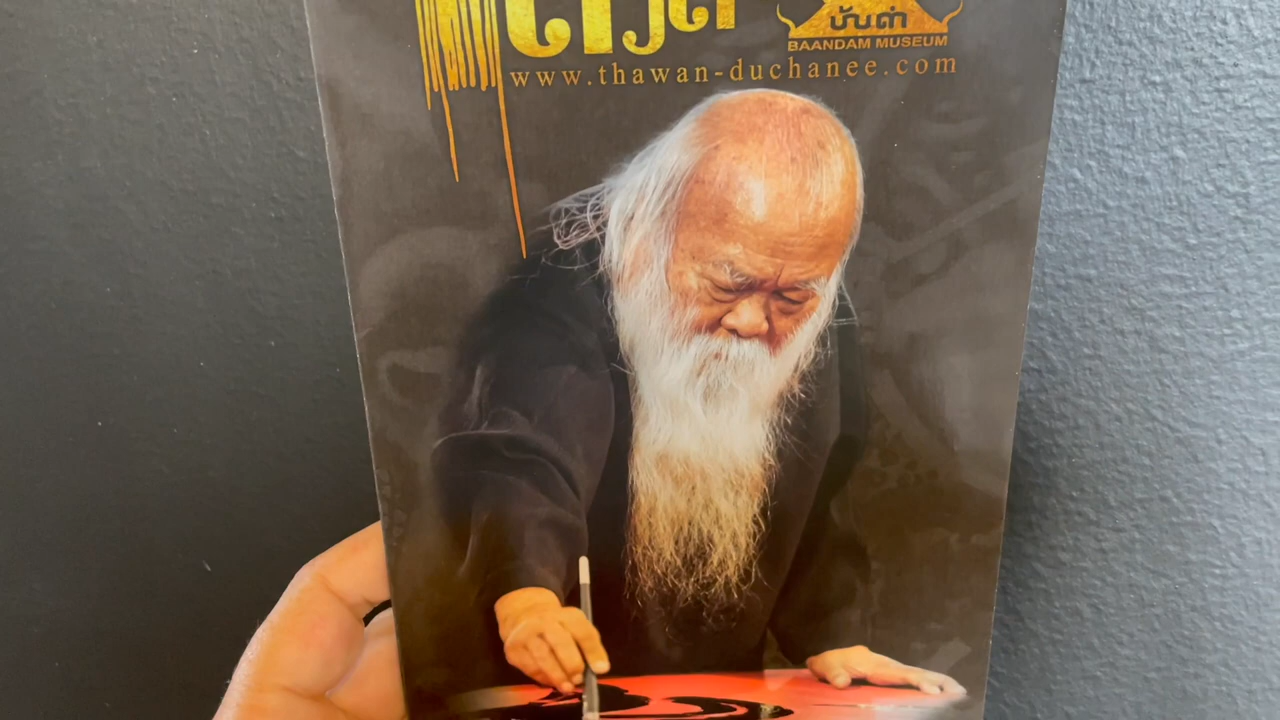 บ้านดำ
BAANDAM MUSEUM
www.thawan-duchanee.com